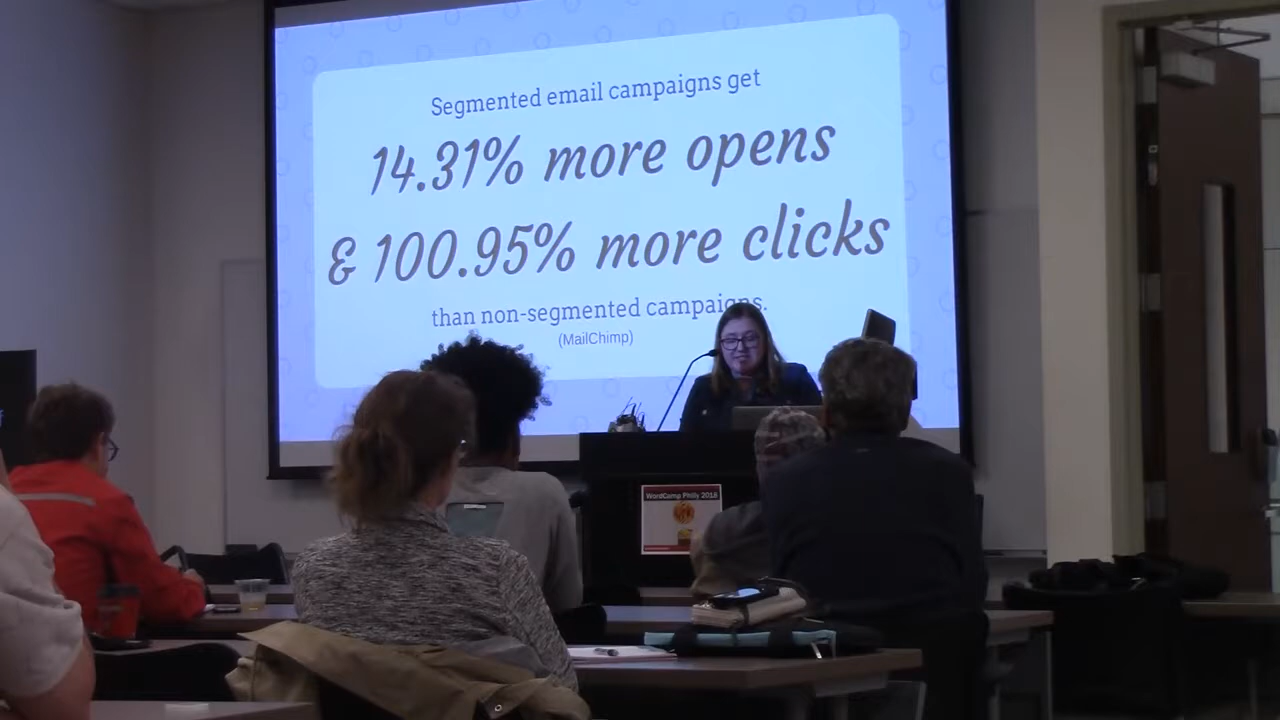 Segmented email campaigns get
14.31% more opens
& 100.95% more clicks
than non-segmented campaigns.
(MailChimp)
WordCamp Philly 2018